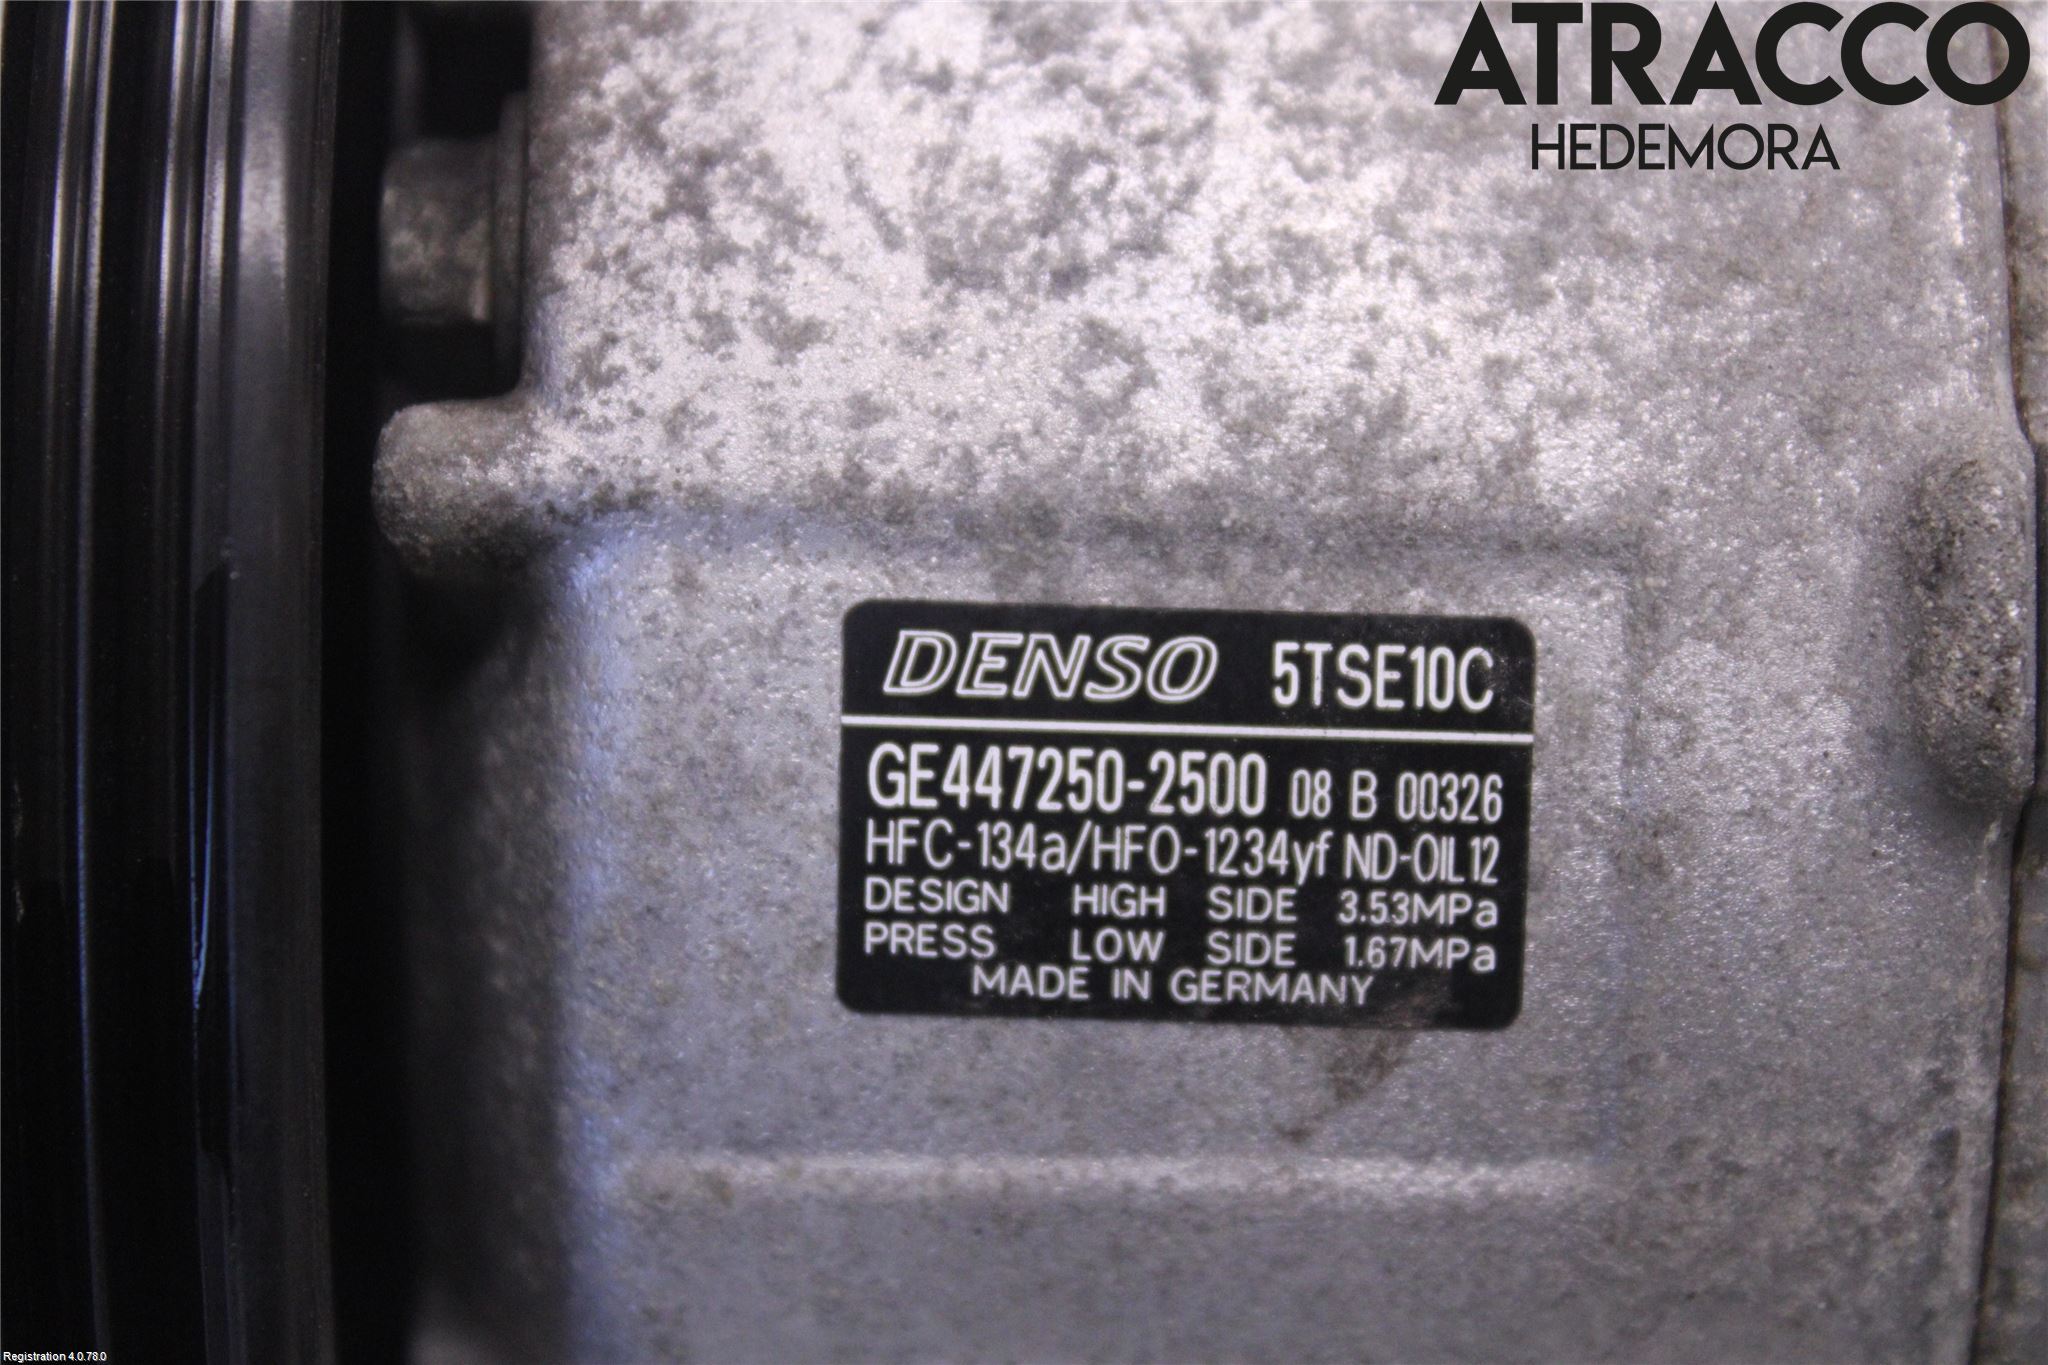 ATRACCO
HEDEMORA
DENSO 5TSE10C
GE447250-2500 08 B 00326
HFC-134a/HFO-1234yf ND-OIL12
DESIGN HIGH SIDE 3.53MPa
PRESS LOW SIDE 1.67MPa
MADE IN GERMANY
Registration 4.0.78.0